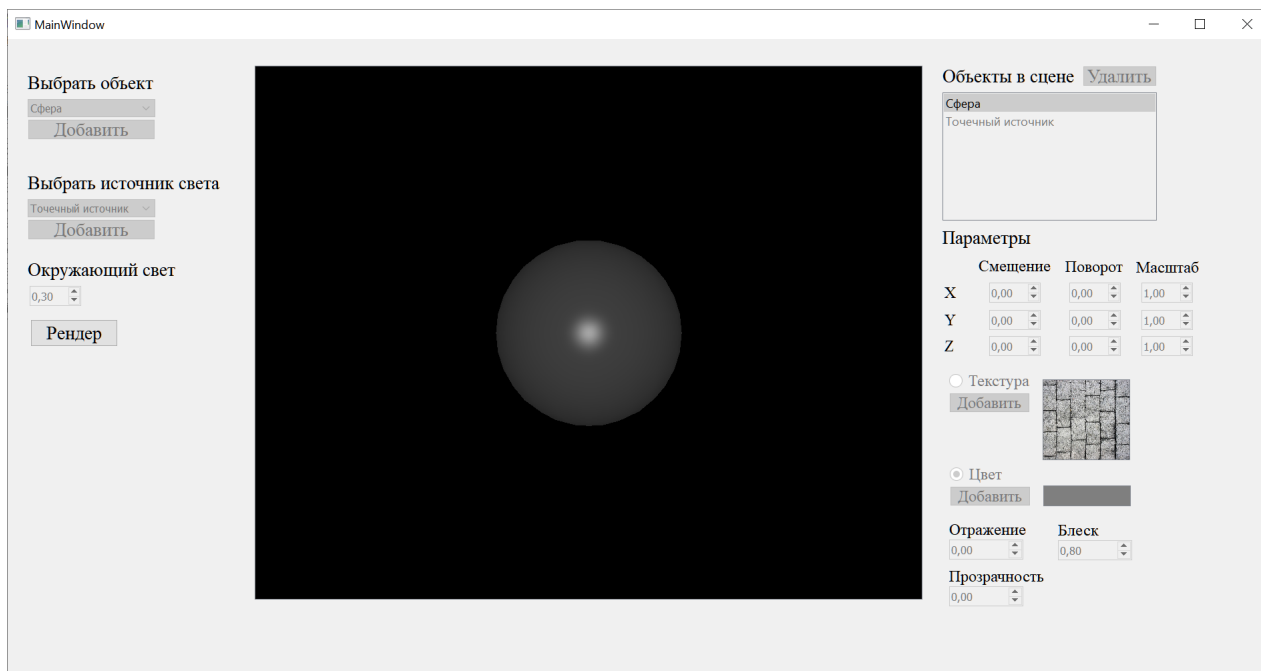 MainWindow
Выбрать объект
Сфера
Добавить
Выбрать источник света
Точечный источник
Добавить
Окружающий свет
0,30
Рендер
Объекты в сцене Удалить
Сфера
Точечный источник
Параметры
Смещение Поворот Масштаб
X 0,00 0,00 1,00
Y 0,00 0,00 1,00
Z 0,00 0,00 1,00
Текстура
Добавить
Цвет
Добавить
Отражение Блеск
0,00 0,80
Прозрачность
0,00